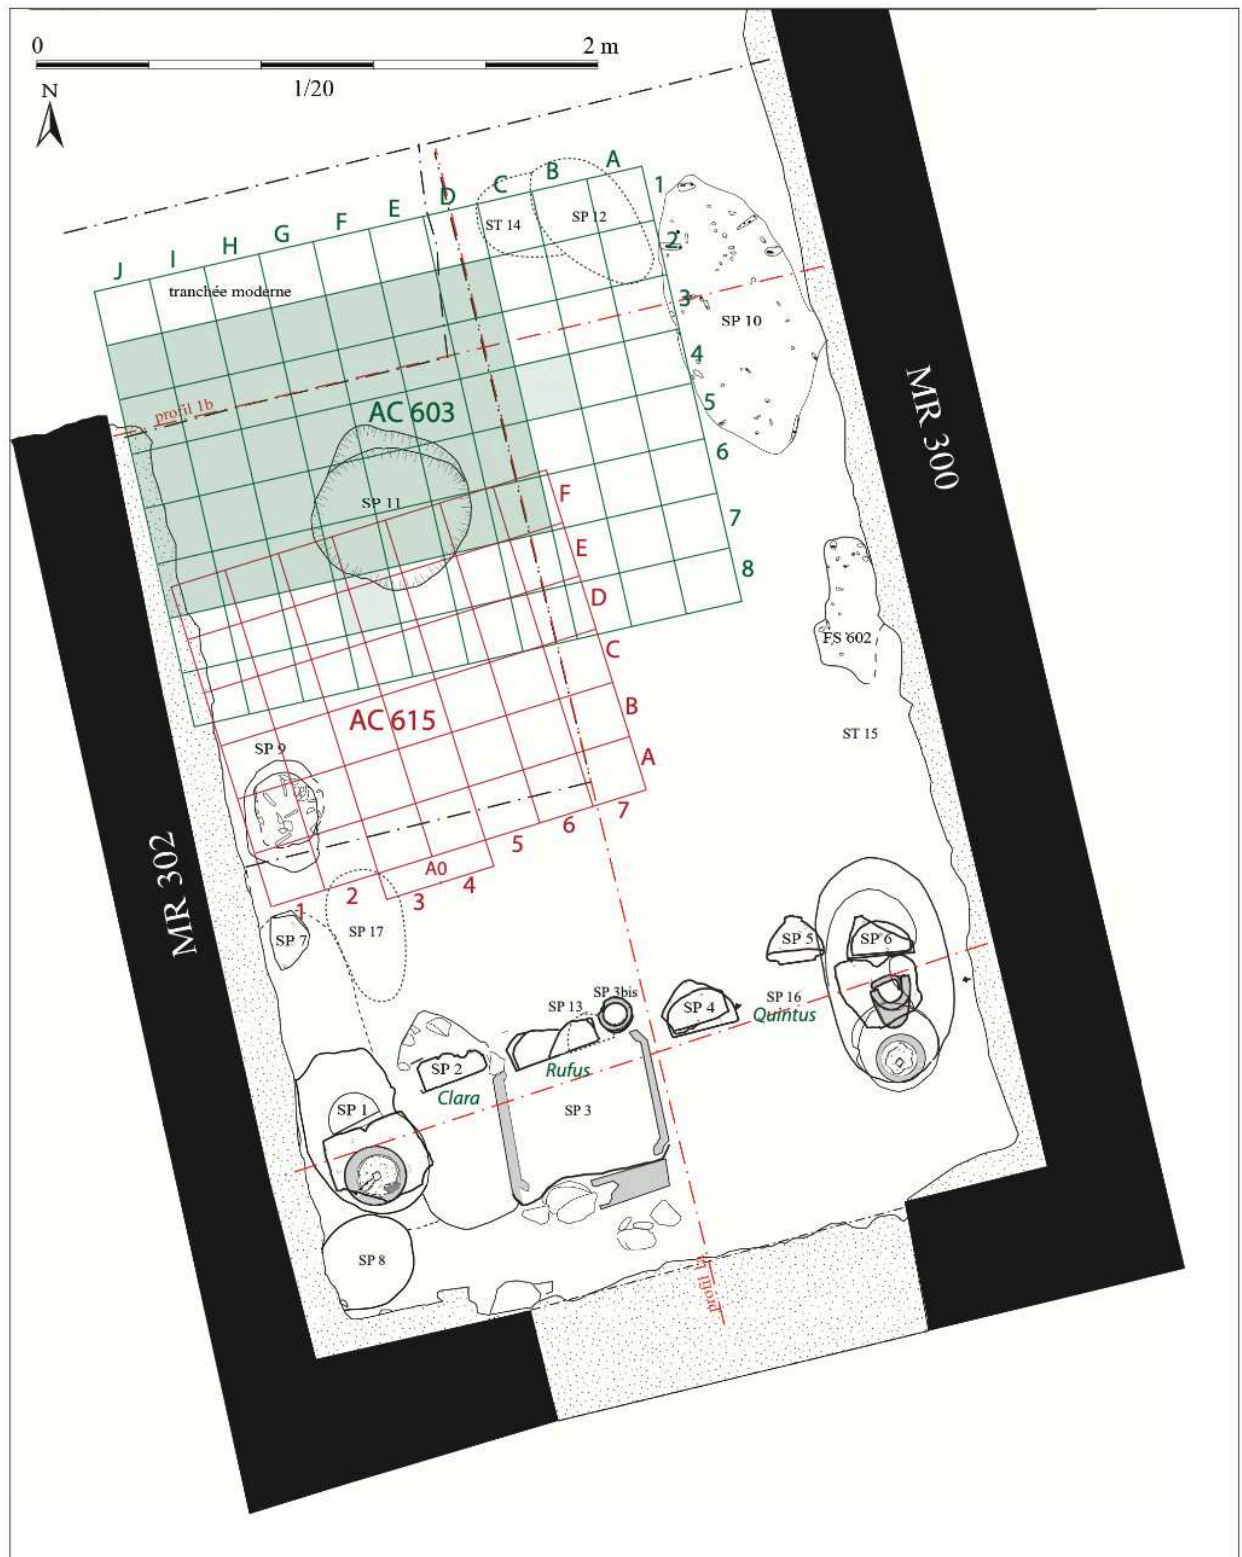 0 2 m
1/20
N
A
B
C
D
E
F
G
H
I
J
1
2
3
4
5
6
7
8
ST 14
SP 12
tranchée moderne
SP 10
profil 1b
AC 603
MR 300
SP 11
F
E
D
C
B
A
FS 602
AC 615
ST 15
SP 9
MR 302
7
6
5
A0
4
3
2
1
SP 17
SP 7
SP 5
SP 6
SP 3bis
SP 13
SP 4
SP 16
Quintus
Rufus
SP 2
Clara
SP 1
SP 3
SP 8